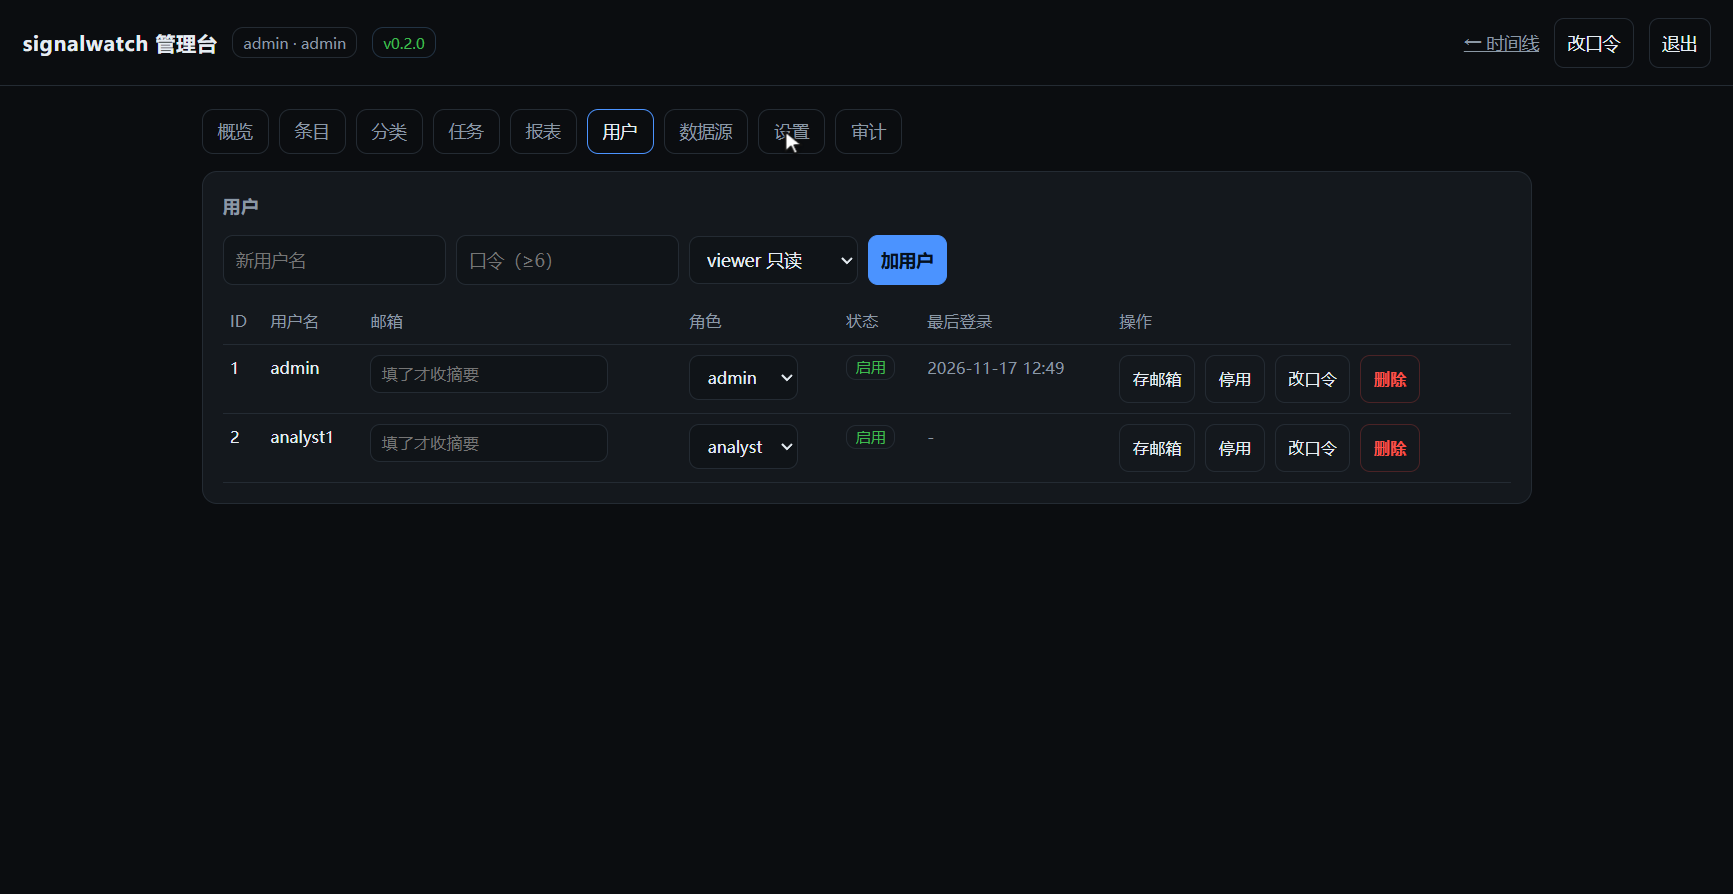 signalwatch 管理台 admin · admin v0.2.0 ← 时间线 改口令 退出
概览 条目 分类 任务 报表 用户 数据源 设置 审计
用户
新用户名 口令（≥6） viewer 只读 加用户
ID 用户名 邮箱 角色 状态 最后登录 操作
1 admin 填了才收摘要 admin 启用 2026-11-17 12:49 存邮箱 停用 改口令 删除
2 analyst1 填了才收摘要 analyst 启用 - 存邮箱 停用 改口令 删除